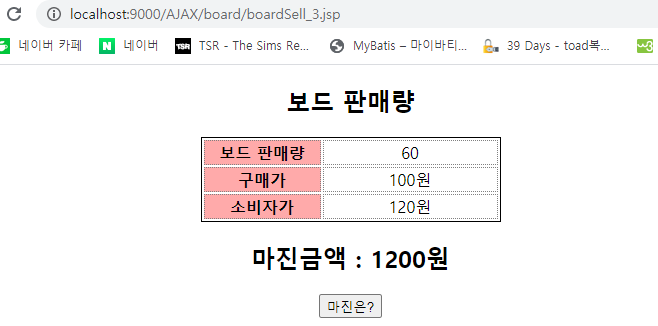 localhost:9000/AJAX/board/boardSell_3.jsp
네이버 카페 네이버 TSR - The Sims Re... MyBatis – 마이바티... 39 Days - toad복...
보드 판매량
보드 판매량 60
구매가 100원
소비자가 120원
마진금액 : 1200원
마진은?